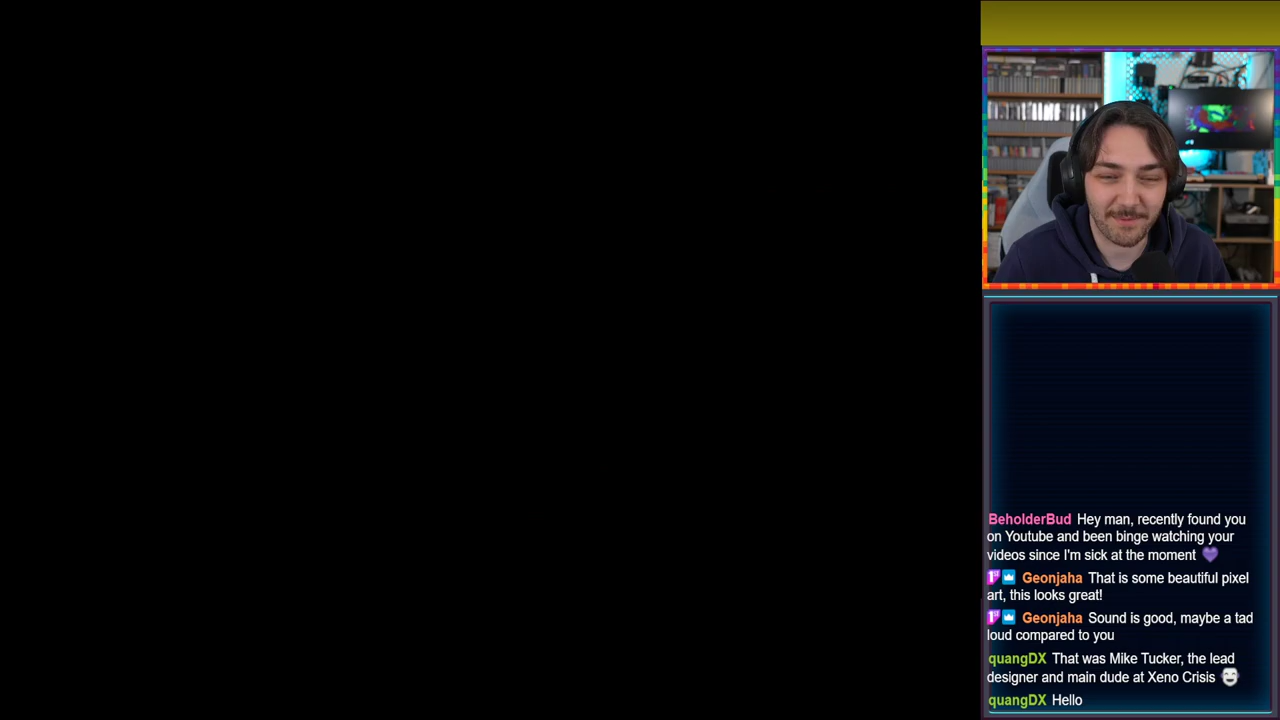 BeholderBud Hey man, recently found you
on Youtube and been binge watching your
videos since I'm sick at the moment 💜
Geonjaha That is some beautiful pixel
art, this looks great!
Geonjaha Sound is good, maybe a tad
loud compared to you
quangDX That was Mike Tucker, the lead
designer and main dude at Xeno Crisis
quangDX Hello